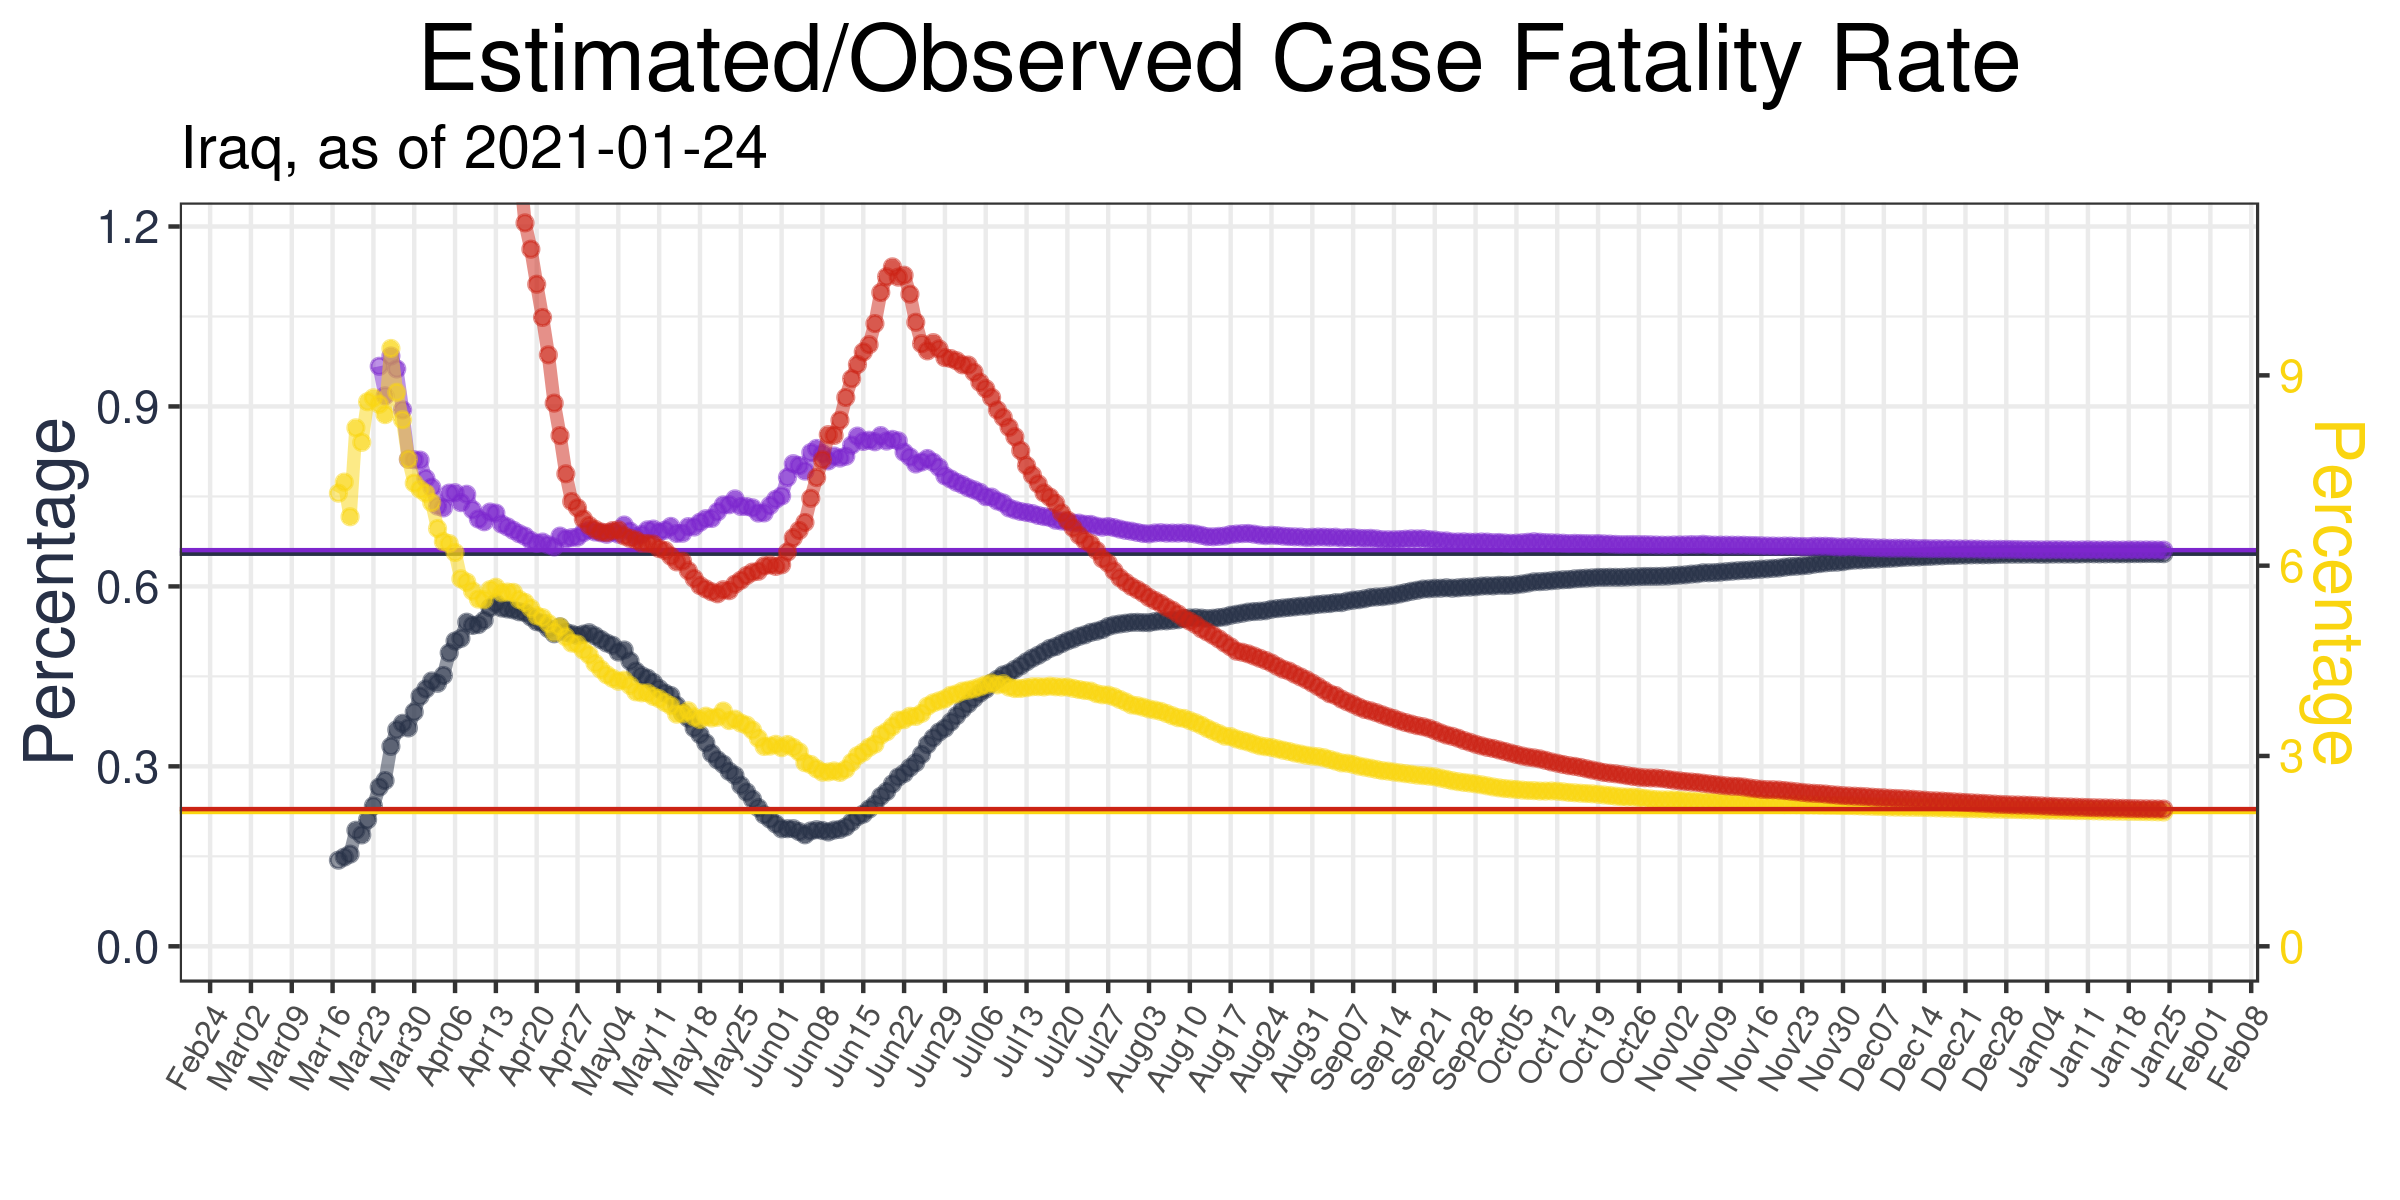 Estimated/Observed Case Fatality Rate
Iraq, as of 2021-01-24
Percentage
1.2
0.9
0.6
0.3
0.0
9
6
3
0
Percentage
Feb24
Mar02
Mar09
Mar16
Mar23
Mar30
Apr06
Apr13
Apr20
Apr27
May04
May11
May18
May25
Jun01
Jun08
Jun15
Jun22
Jun29
Jul06
Jul13
Jul20
Jul27
Aug03
Aug10
Aug17
Aug24
Aug31
Sep07
Sep14
Sep21
Sep28
Oct05
Oct12
Oct19
Oct26
Nov02
Nov09
Nov16
Nov23
Nov30
Dec07
Dec14
Dec21
Dec28
Jan04
Jan11
Jan18
Jan25
Feb01
Feb08